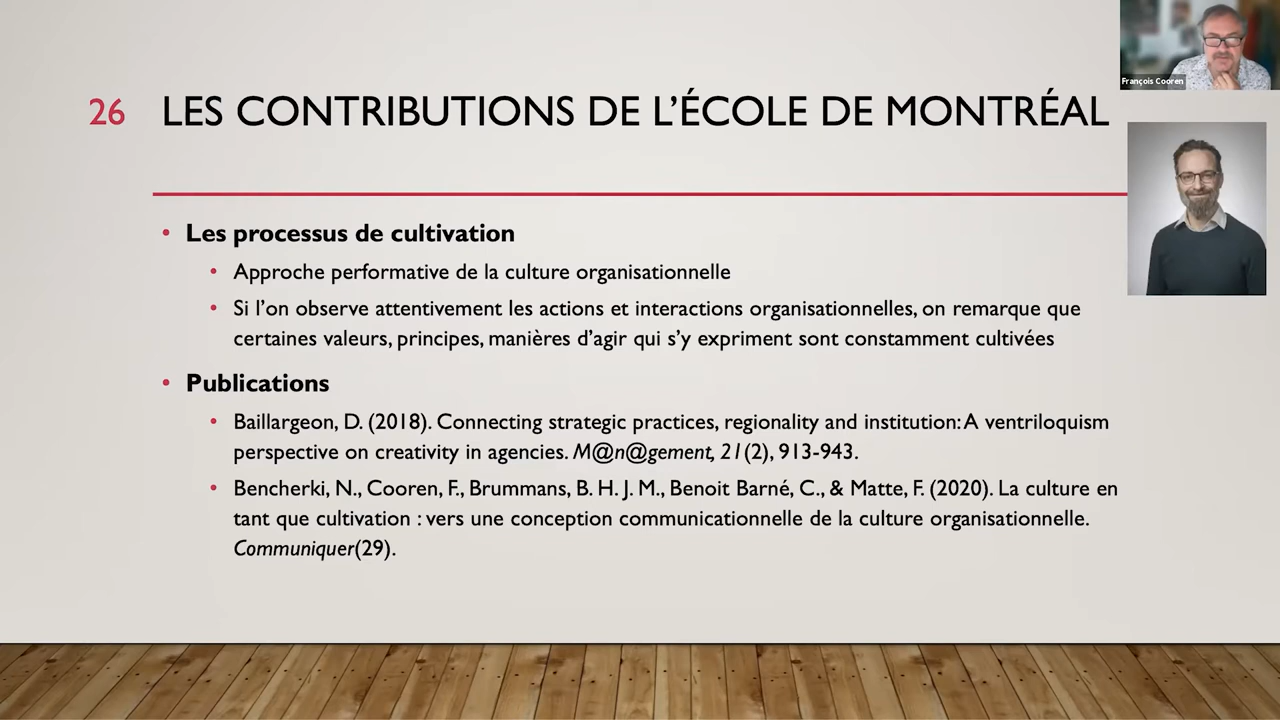 François Cooren
26 LES CONTRIBUTIONS DE L’ÉCOLE DE MONTRÉAL
• Les processus de cultivation
• Approche performative de la culture organisationnelle
• Si l’on observe attentivement les actions et interactions organisationnelles, on remarque que
certaines valeurs, principes, manières d’agir qui s’y expriment sont constamment cultivées
• Publications
• Baillargeon, D. (2018). Connecting strategic practices, regionality and institution: A ventriloquism
perspective on creativity in agencies. M@n@gement, 21(2), 913-943.
• Bencherki, N., Cooren, F., Brummans, B. H. J. M., Benoit Barné, C., & Matte, F. (2020). La culture en
tant que cultivation : vers une conception communicationnelle de la culture organisationnelle.
Communiquer(29).